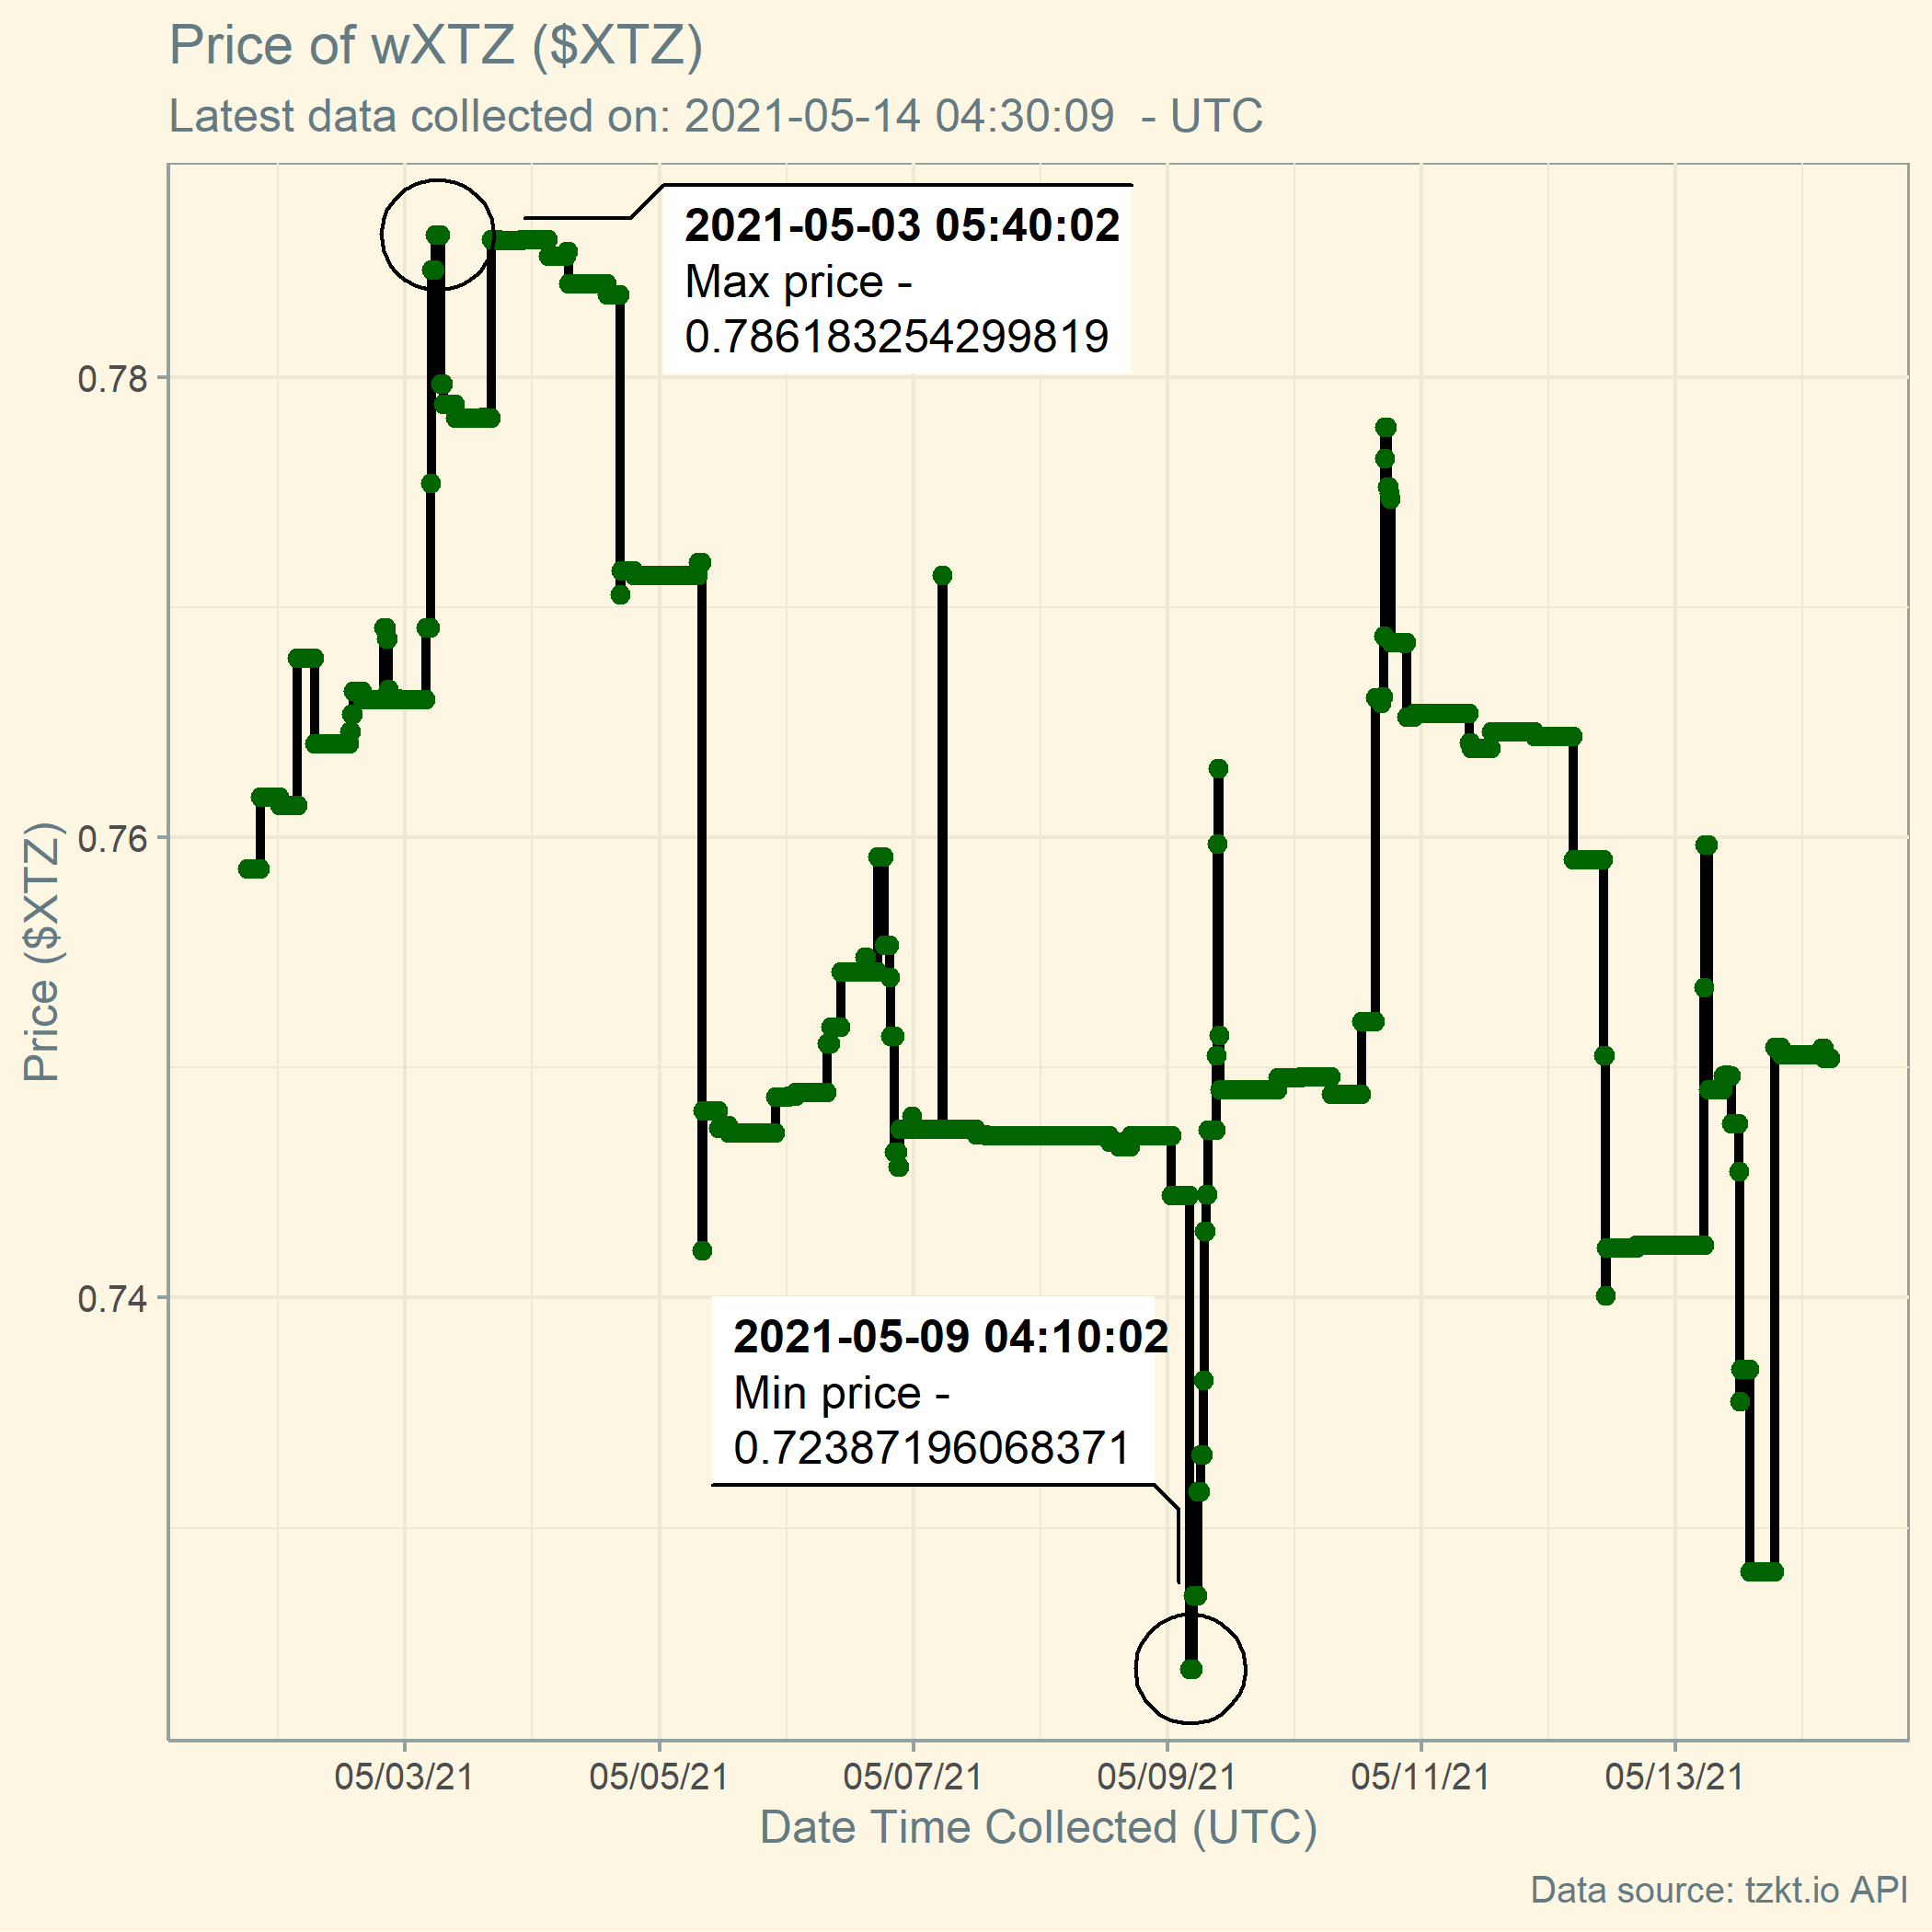 Price of wXTZ ($XTZ)
Latest data collected on: 2021-05-14 04:30:09  - UTC
2021-05-03 05:40:02
Max price -
0.786183254299819
0.78
0.76
0.74
Price ($XTZ)
2021-05-09 04:10:02
Min price -
0.72387196068371
05/03/21
05/05/21
05/07/21
05/09/21
05/11/21
05/13/21
Date Time Collected (UTC)
Data source: tzkt.io API